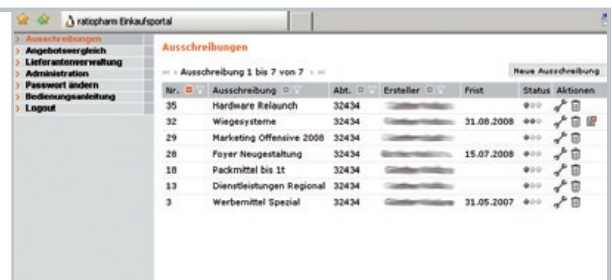 ratiopharm Einkaufsportal
Ausschreibungen
Angebotsvergleich
Lieferantenverwaltung
Administration
Passwort ändern
Bedienungsanleitung
Logout
Ausschreibungen
Ausschreibung 1 bis 7 von 7
Neue Ausschreibung
Nr. Ausschreibung Abt. Ersteller Frist Status Aktionen
35 Hardware Relaunch 32434
32 Wiegesysteme 32434 31.08.2008
29 Marketing Offensive 2008 32434
28 Foyer Neugestaltung 32434 15.07.2008
18 Packmittel bis 1t 32434
13 Dienstleistungen Regional 32434
3 Werbemittel Spezial 32434 31.05.2007